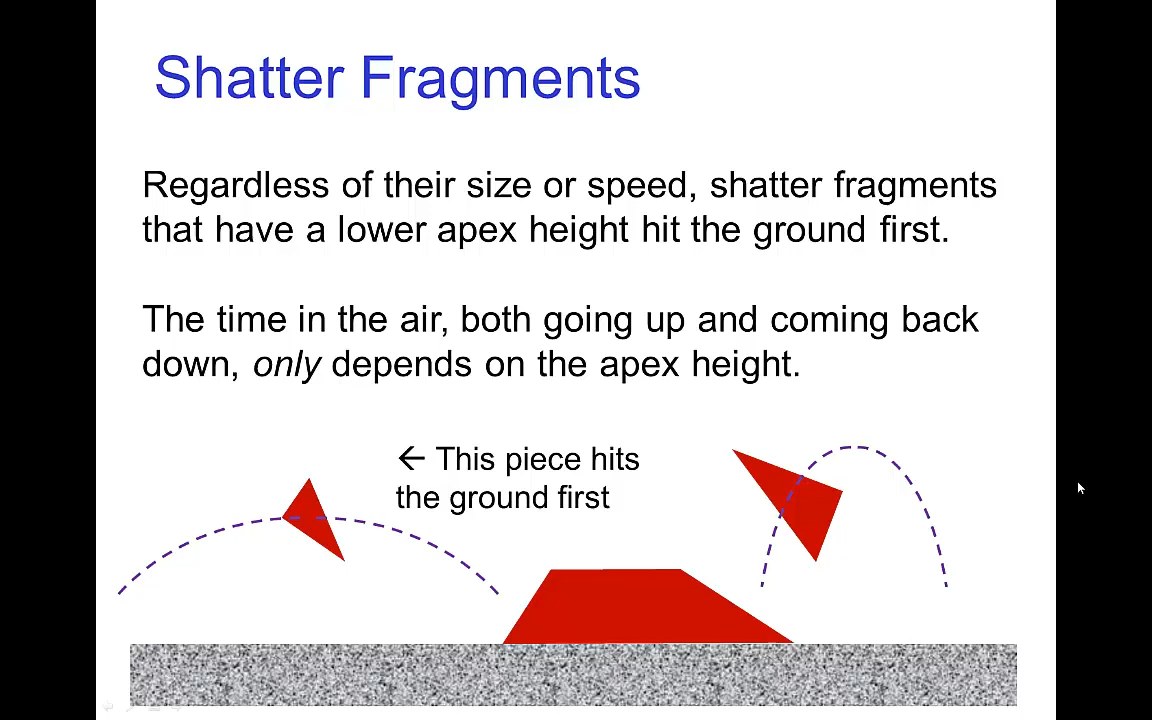 Shatter Fragments
Regardless of their size or speed, shatter fragments
that have a lower apex height hit the ground first.
The time in the air, both going up and coming back
down, only depends on the apex height.
← This piece hits
the ground first